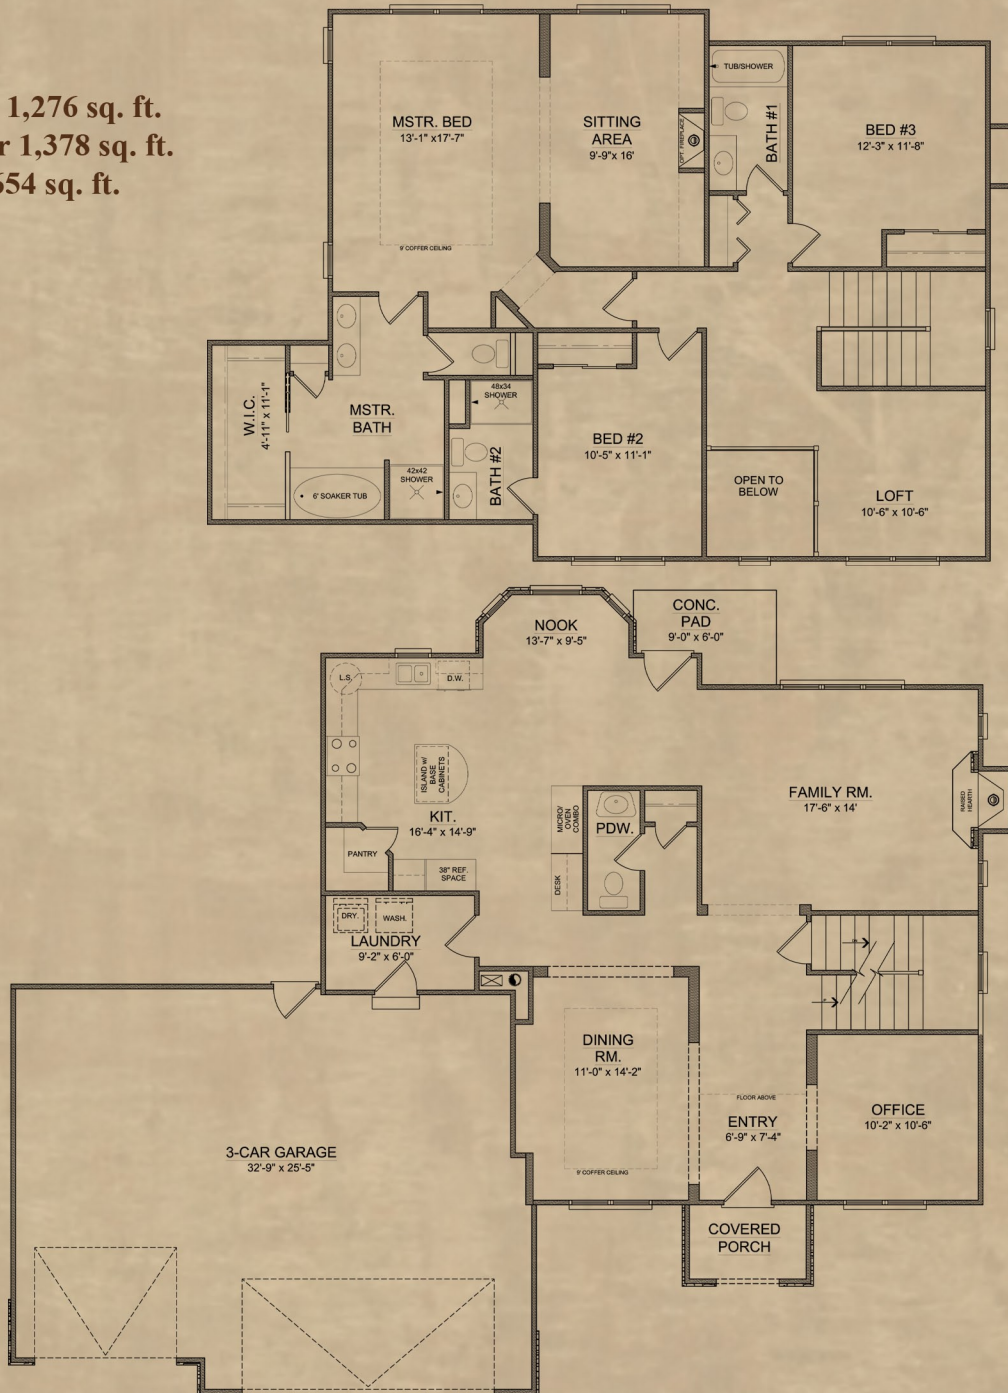 1,276 sq. ft.
1,378 sq. ft.
654 sq. ft.
MSTR. BED
13'-1" x17'-7"
9' COFFER CEILING
SITTING
AREA
9'-9"x 16'
OPT. FIREPLACE
TUB/SHOWER
BATH #1
BED #3
12'-3" x 11'-8"
W.I.C.
4'-11" x 11'-1"
MSTR.
BATH
6' SOAKER TUB
42x42
SHOWER
48x34
SHOWER
BATH #2
BED #2
10'-5" x 11'-1"
OPEN TO
BELOW
LOFT
10'-6" x 10'-6"
NOOK
13'-7" x 9'-5"
CONC.
PAD
9'-0" x 6'-0"
L.S.
D.W.
ISLAND w/
BASE
CABINETS
KIT.
16'-4" x 14'-9"
PANTRY
38" REF.
SPACE
MICRO/
OVEN
COMBO
DESK
PDW.
FAMILY RM.
17'-6" x 14'
RAISED
HEARTH
DRY.
WASH.
LAUNDRY
9'-2" x 6'-0"
DINING
RM.
11'-0" x 14'-2"
9' COFFER CEILING
FLOOR ABOVE
ENTRY
6'-9" x 7'-4"
OFFICE
10'-2" x 10'-6"
3-CAR GARAGE
32'-9" x 25'-5"
COVERED
PORCH